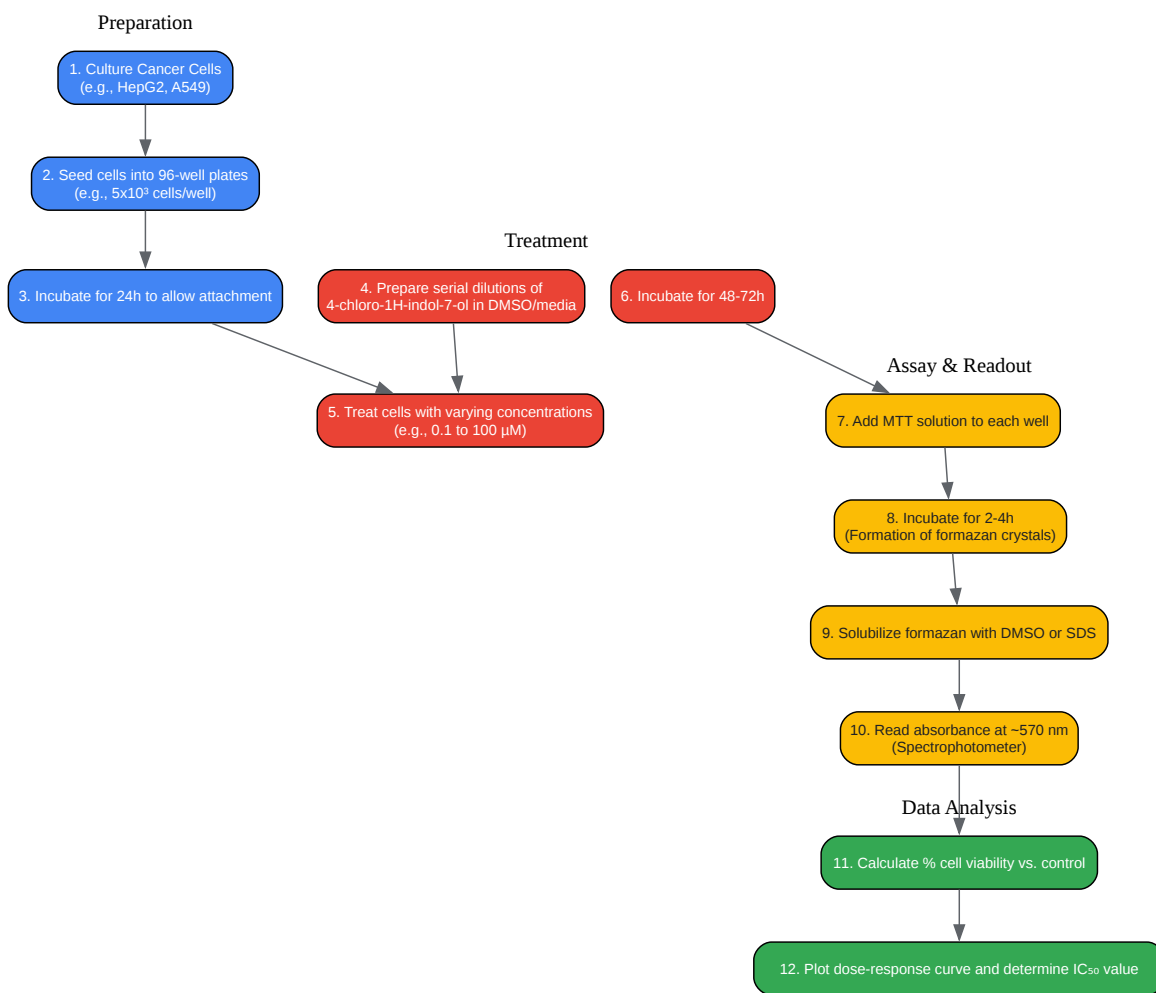 Preparation
1. Culture Cancer Cells
(e.g., HepG2, A549)
2. Seed cells into 96-well plates
(e.g., 5x10³ cells/well)
3. Incubate for 24h to allow attachment
Treatment
4. Prepare serial dilutions of
4-chloro-1H-indol-7-ol in DMSO/media
5. Treat cells with varying concentrations
(e.g., 0.1 to 100 µM)
6. Incubate for 48-72h
Assay & Readout
7. Add MTT solution to each well
8. Incubate for 2-4h
(Formation of formazan crystals)
9. Solubilize formazan with DMSO or SDS
10. Read absorbance at ~570 nm
(Spectrophotometer)
Data Analysis
11. Calculate % cell viability vs. control
12. Plot dose-response curve and determine IC₅₀ value